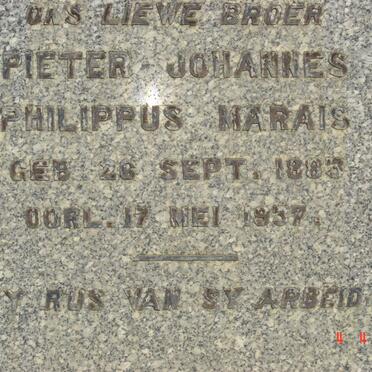 ONS LIEWE BROER
PIETER JOHANNES
PHILIPPUS MARAIS
GEB 26 SEPT. 1883
OORL. 17 MEI 1937.
Y RUS VAN SY ARBEID